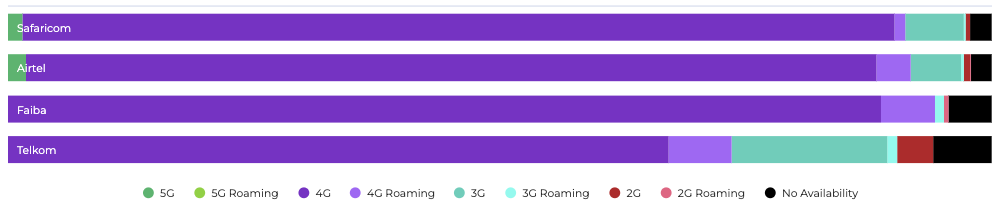 Safaricom
Airtel
Faiba
Telkom
5G 5G Roaming 4G 4G Roaming 3G 3G Roaming 2G 2G Roaming No Availability